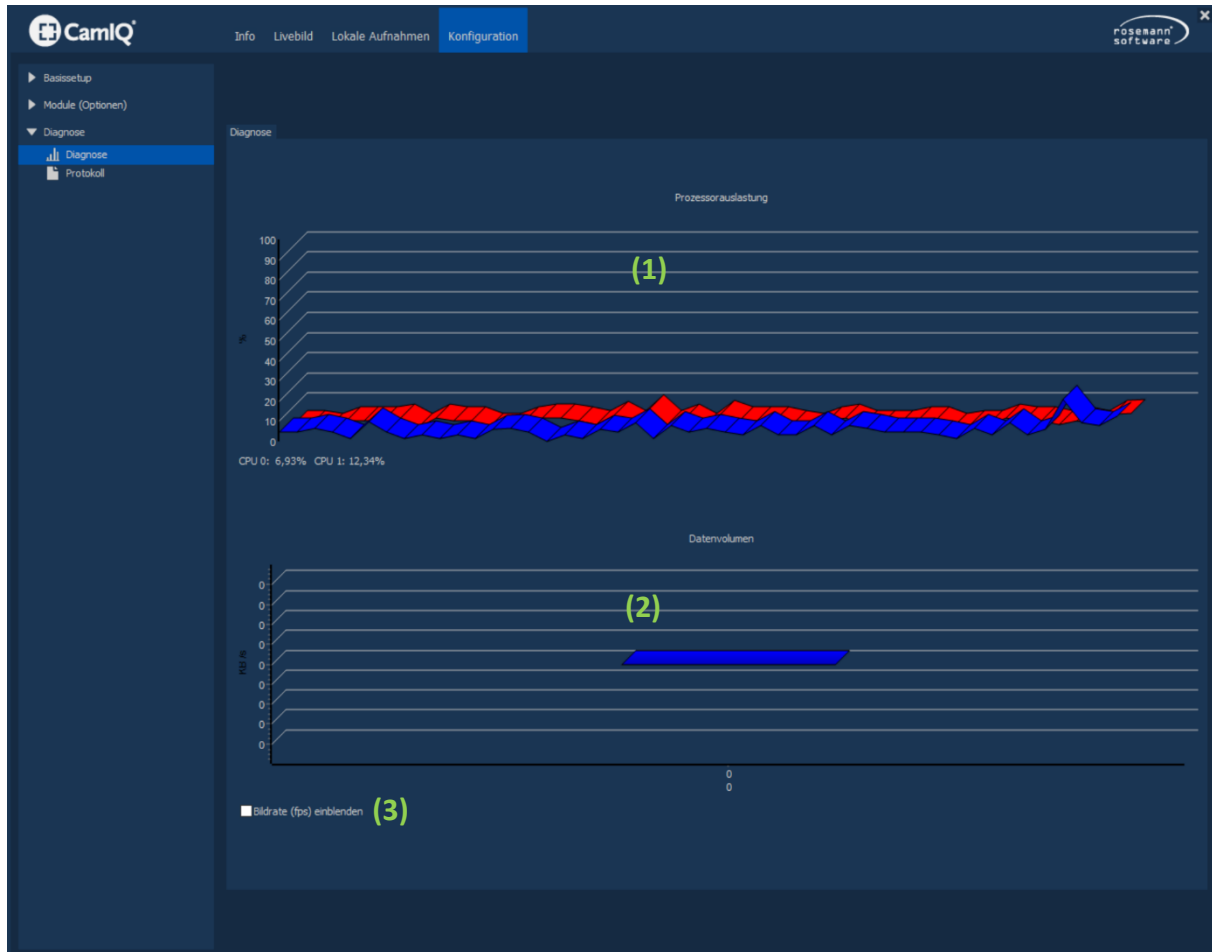 CamIQ®
Info Livebild Lokale Aufnahmen Konfiguration
rosemann
software
Basissetup
Module (Optionen)
Diagnose
Diagnose
Protokoll
Diagnose
Prozessorauslastung
100
90
80
70
60
50
40
30
20
10
0
%
(1)
CPU 0: 6,93% CPU 1: 12,34%
Datenvolumen
0
0
0
0
0
0
0
0
0
(2)
0
0
Bildrate (fps) einblenden (3)